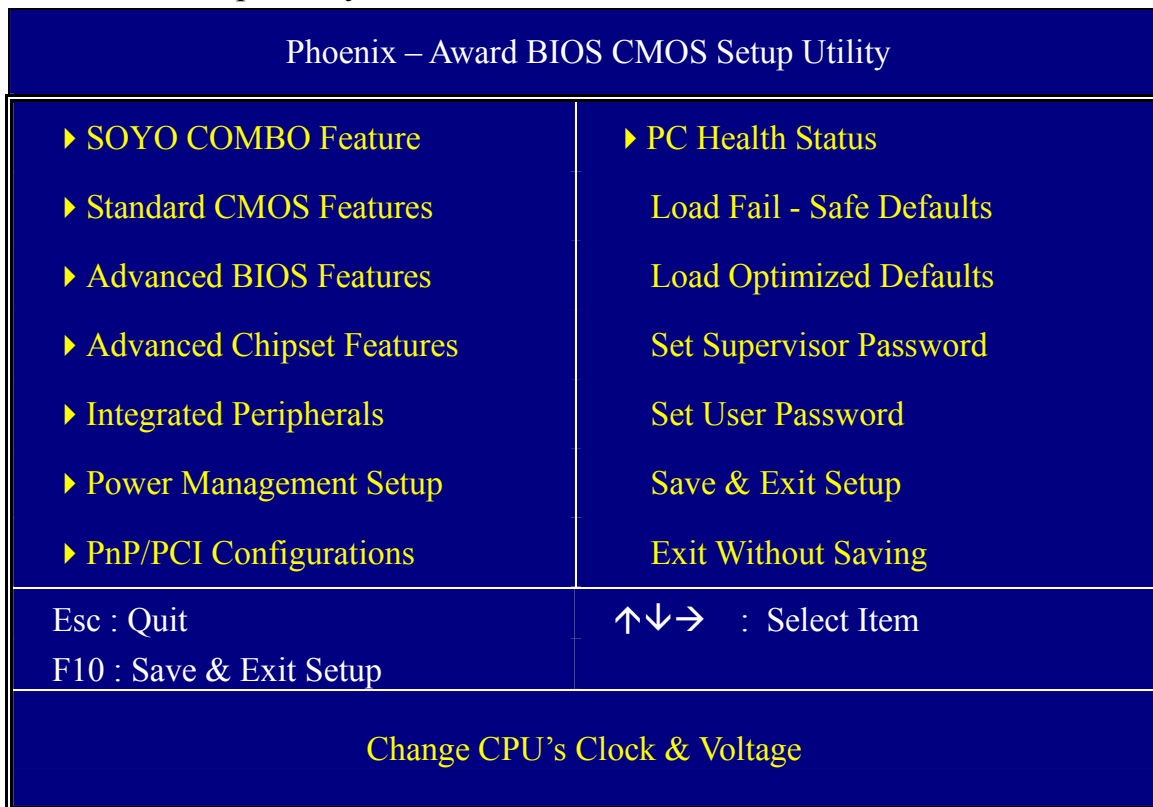 Phoenix – Award BIOS CMOS Setup Utility
SOYO COMBO Feature
Standard CMOS Features
Advanced BIOS Features
Advanced Chipset Features
Integrated Peripherals
Power Management Setup
PnP/PCI Configurations
PC Health Status
Load Fail - Safe Defaults
Load Optimized Defaults
Set Supervisor Password
Set User Password
Save & Exit Setup
Exit Without Saving
Esc : Quit
F10 : Save & Exit Setup
↑↓→ : Select Item
Change CPU’s Clock & Voltage